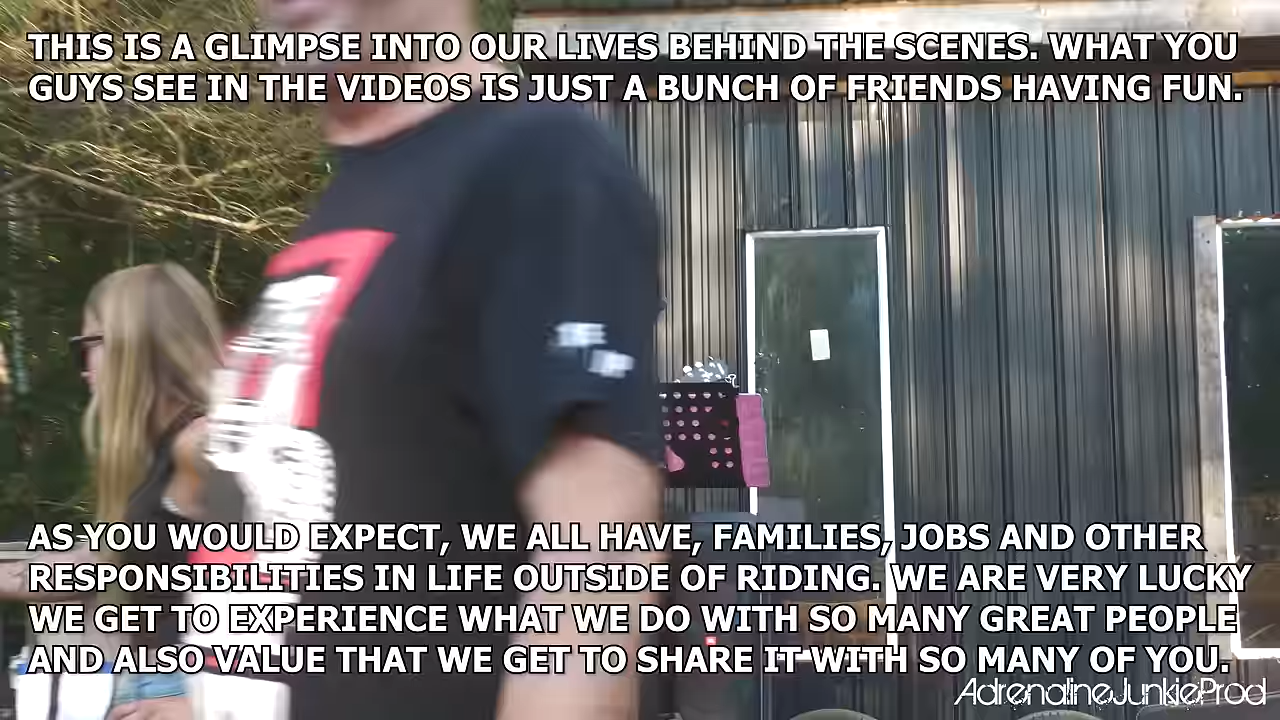 THIS IS A GLIMPSE INTO OUR LIVES BEHIND THE SCENES. WHAT YOU
GUYS SEE IN THE VIDEOS IS JUST A BUNCH OF FRIENDS HAVING FUN.
AS YOU WOULD EXPECT, WE ALL HAVE, FAMILIES, JOBS AND OTHER
RESPONSIBILITIES IN LIFE OUTSIDE OF RIDING. WE ARE VERY LUCKY
WE GET TO EXPERIENCE WHAT WE DO WITH SO MANY GREAT PEOPLE
AND ALSO VALUE THAT WE GET TO SHARE IT WITH SO MANY OF YOU.
AdrenalineJunkieProd